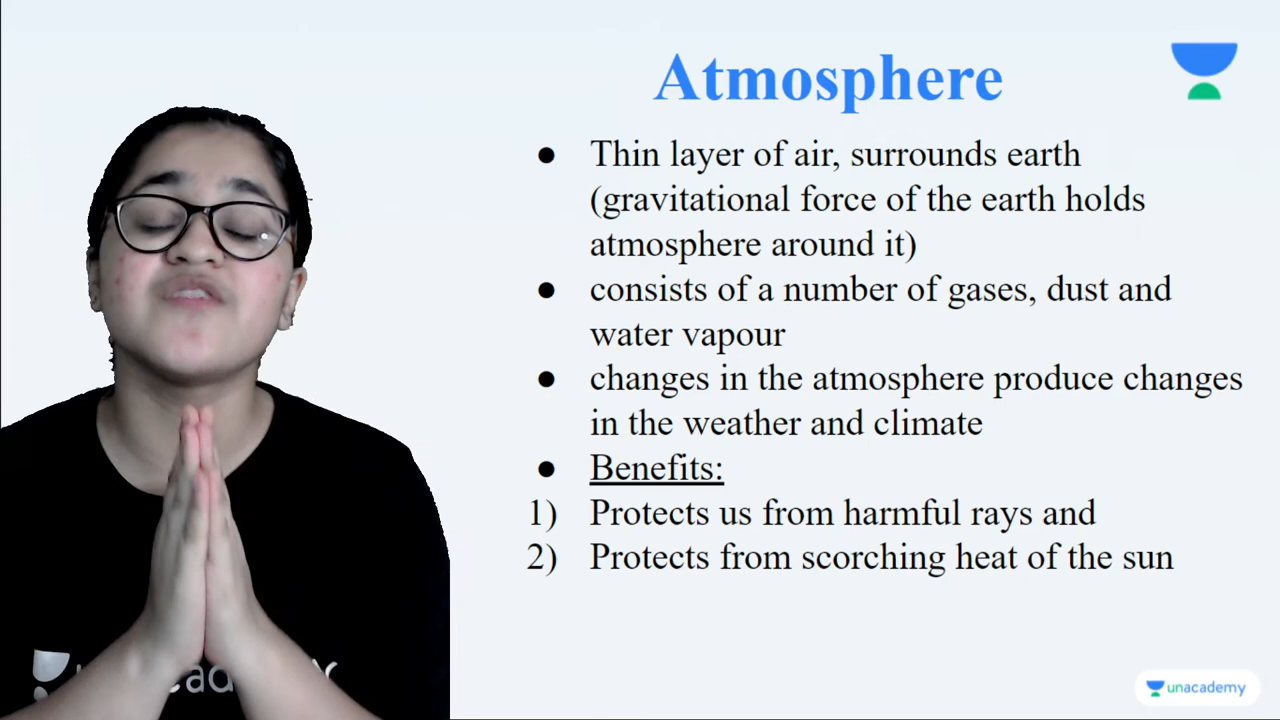 Atmosphere
● Thin layer of air, surrounds earth
(gravitational force of the earth holds
atmosphere around it)
● consists of a number of gases, dust and
water vapour
● changes in the atmosphere produce changes
in the weather and climate
● Benefits:
1) Protects us from harmful rays and
2) Protects from scorching heat of the sun
unacademy